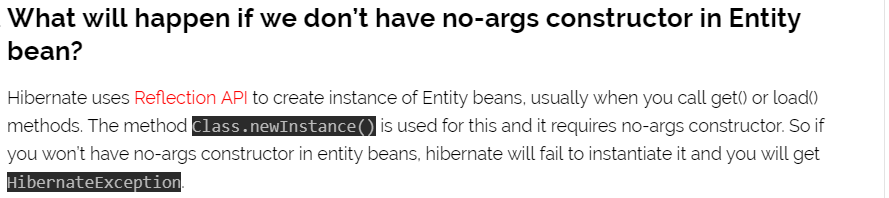 What will happen if we don’t have no-args constructor in Entity
bean?
Hibernate uses Reflection API to create instance of Entity beans, usually when you call get() or load()
methods. The method Class.newInstance() is used for this and it requires no-args constructor. So if
you won’t have no-args constructor in entity beans, hibernate will fail to instantiate it and you will get
HibernateException.